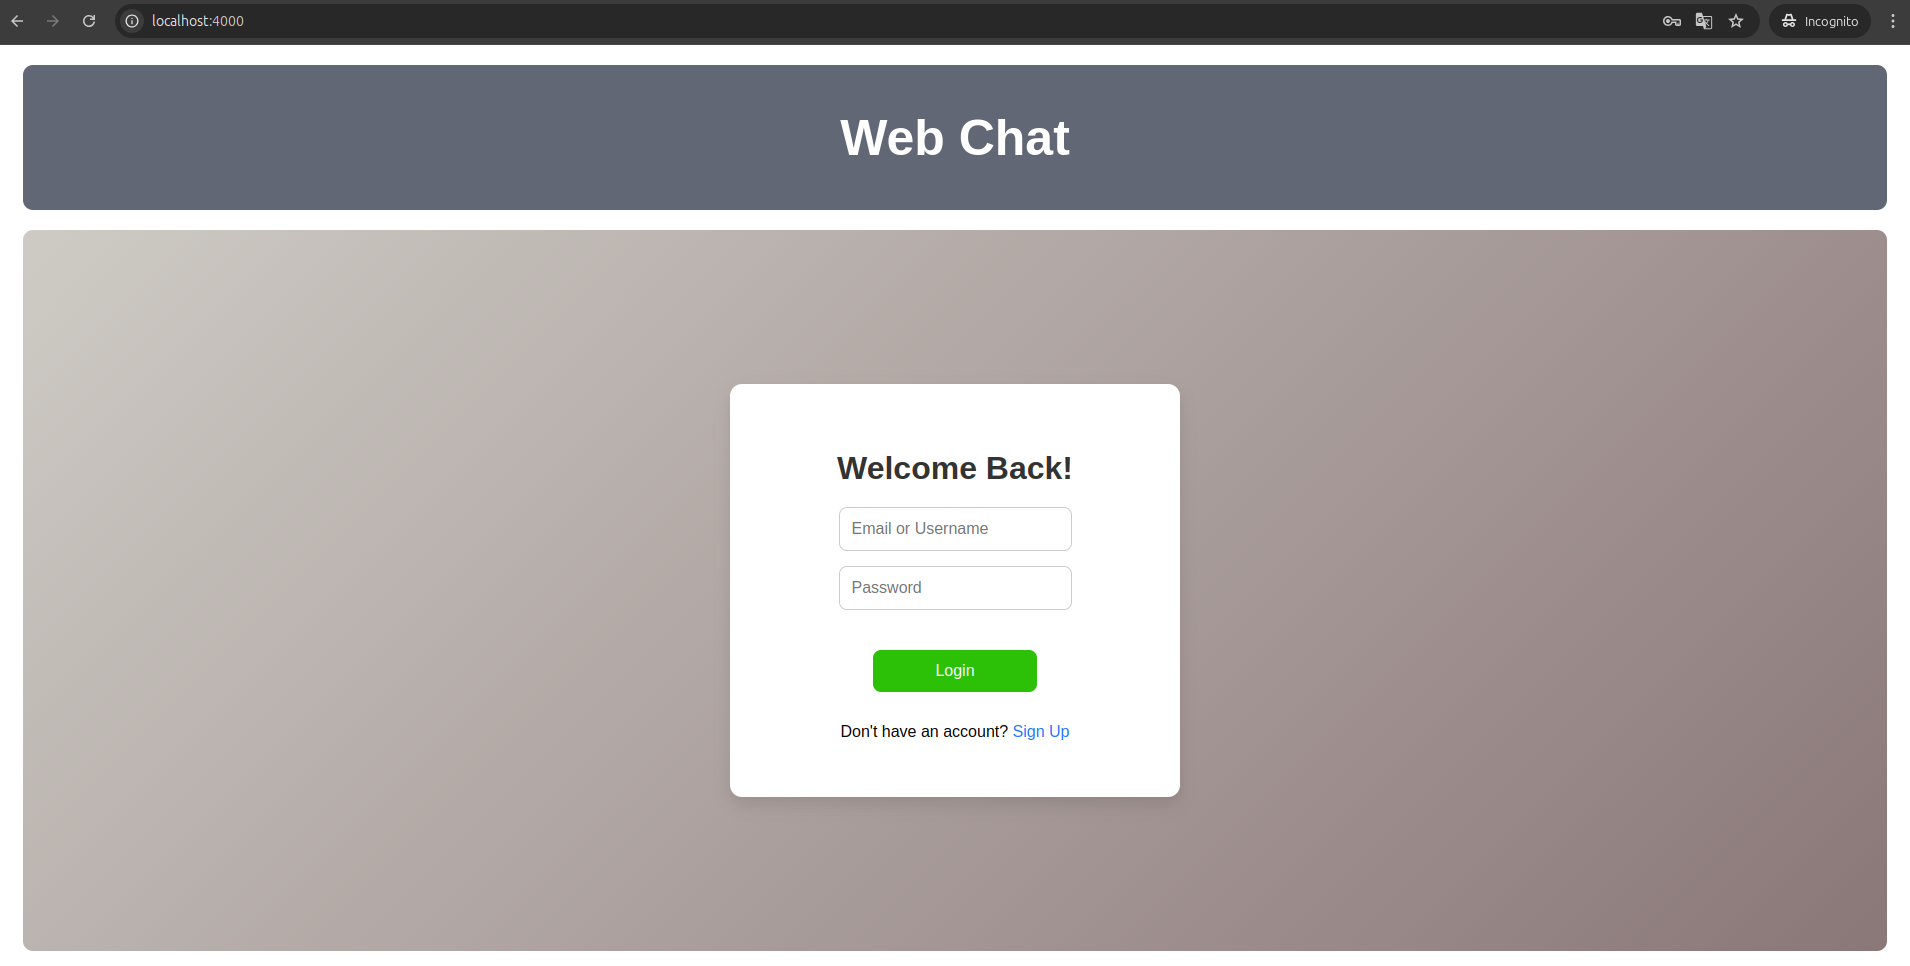 localhost:4000
Incognito
Web Chat
Welcome Back!
Email or Username
Password
Login
Don't have an account? Sign Up